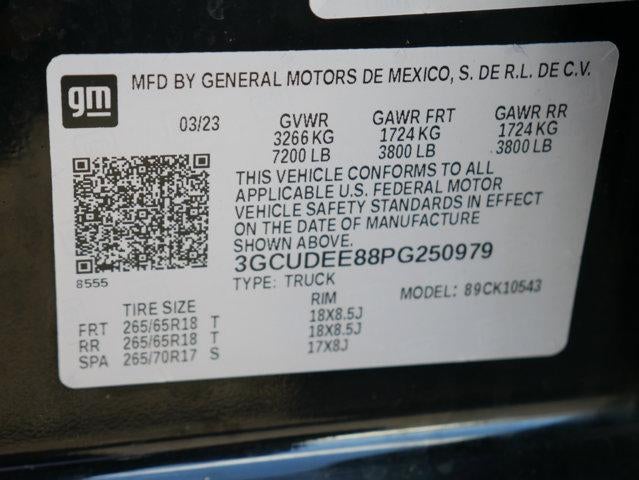 gm
MFD BY GENERAL MOTORS DE MEXICO, S. DE R.L. DE C.V.
03/23 GVWR GAWR FRT GAWR RR
3266 KG 1724 KG 1724 KG
7200 LB 3800 LB 3800 LB
THIS VEHICLE CONFORMS TO ALL
APPLICABLE U.S. FEDERAL MOTOR
VEHICLE SAFETY STANDARDS IN EFFECT
ON THE DATE OF MANUFACTURE
SHOWN ABOVE.
3GCUDEE88PG250979
8555
TYPE: TRUCK MODEL: 89CK10543
TIRE SIZE RIM
FRT 265/65R18 T 18X8.5J
RR 265/65R18 T 18X8.5J
SPA 265/70R17 S 17X8J